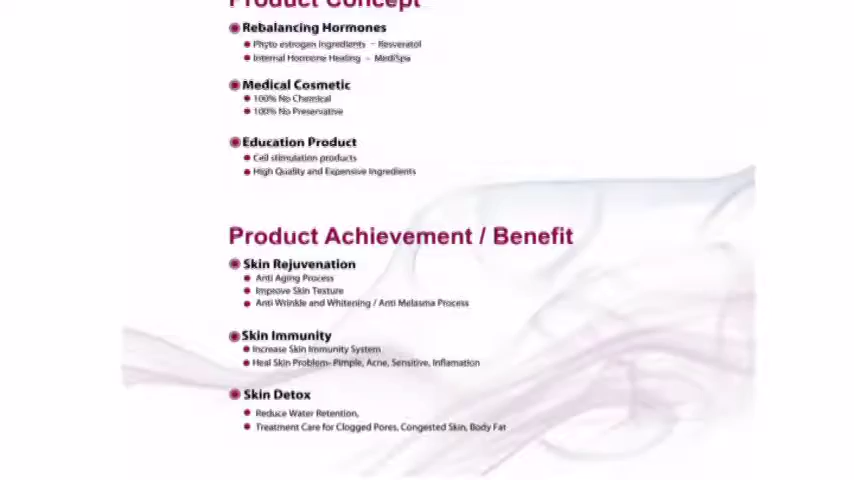 Product Concept
Rebalancing Hormones
Phyto estrogen Ingredients - Resveratol
Internal Hormone Healing - MediSpa
Medical Cosmetic
100% No Chemical
100% No Preservative
Education Product
Cell stimulation products
High Quality and Expensive Ingredients
Product Achievement / Benefit
Skin Rejuvenation
Anti Aging Process
Improve Skin Texture
Anti Wrinkle and Whitening / Anti Melasma Process
Skin Immunity
Increase Skin Immunity System
Heal Skin Problem- Pimple, Acne, Sensitive, Inflamation
Skin Detox
Reduce Water Retention,
Treatment Care for Clogged Pores, Congested Skin, Body Fat